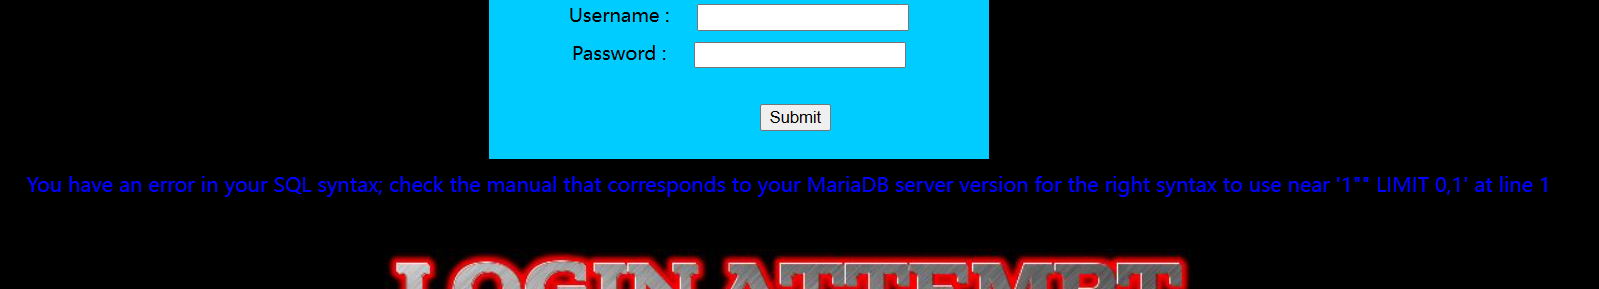 Username :
Password :
Submit
You have an error in your SQL syntax; check the manual that corresponds to your MariaDB server version for the right syntax to use near '1"" LIMIT 0,1' at line 1
LOGIN ATTEMPT